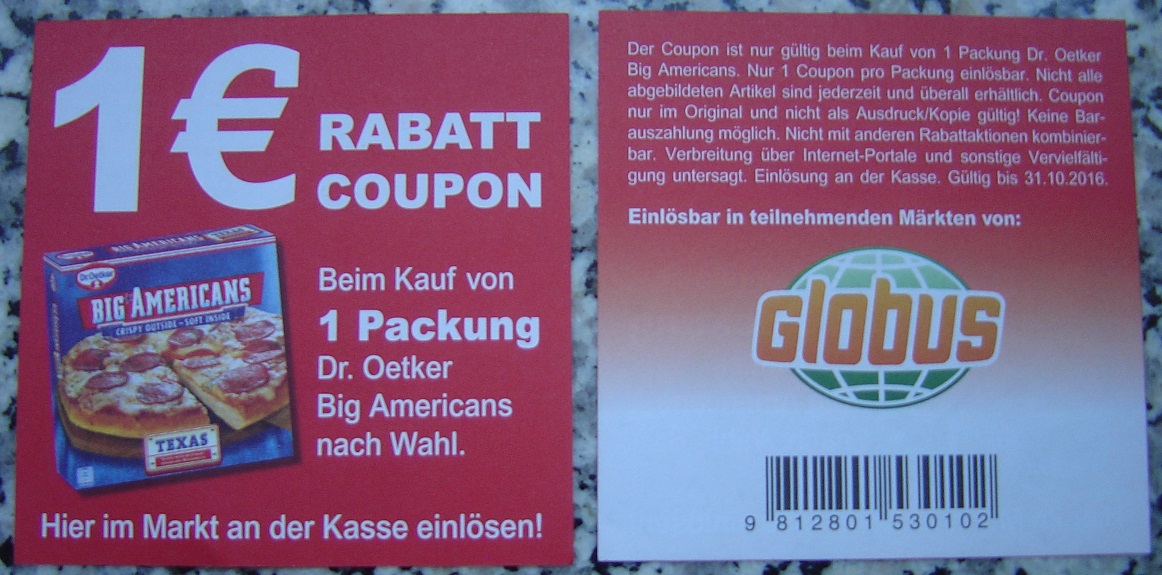 1€
RABATT
COUPON
Dr. Oetker
BIG AMERICANS
CRISPY OUTSIDE - SOFT INSIDE
TEXAS
Beim Kauf von
1 Packung
Dr. Oetker
Big Americans
nach Wahl.
Hier im Markt an der Kasse einlösen!
Der Coupon ist nur gültig beim Kauf von 1 Packung Dr. Oetker
Big Americans. Nur 1 Coupon pro Packung einlösbar. Nicht alle
abgebildeten Artikel sind jederzeit und überall erhältlich. Coupon
nur im Original und nicht als Ausdruck/Kopie gültig! Keine Bar-
auszahlung möglich. Nicht mit anderen Rabattaktionen kombinier-
bar. Verbreitung über Internet-Portale und sonstige Vervielfälti-
gung untersagt. Einlösung an der Kasse. Gültig bis 31.10.2016.
Einlösbar in teilnehmenden Märkten von:
Globus
9 812801 530102